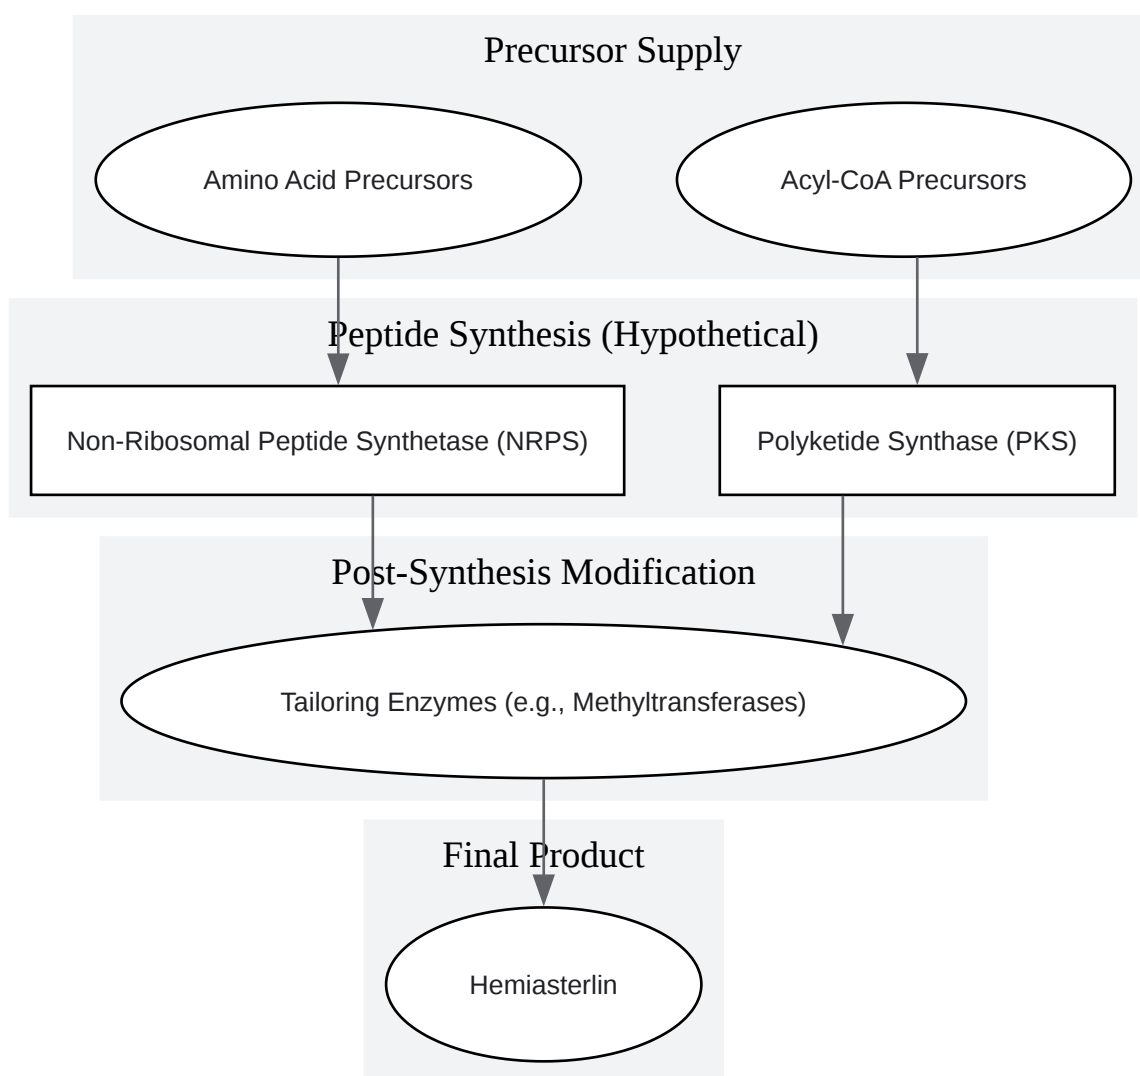 Precursor Supply
Amino Acid Precursors
Acyl-CoA Precursors
Peptide Synthesis (Hypothetical)
Non-Ribosomal Peptide Synthetase (NRPS)
Polyketide Synthase (PKS)
Post-Synthesis Modification
Tailoring Enzymes (e.g., Methyltransferases)
Final Product
Hemiasterlin